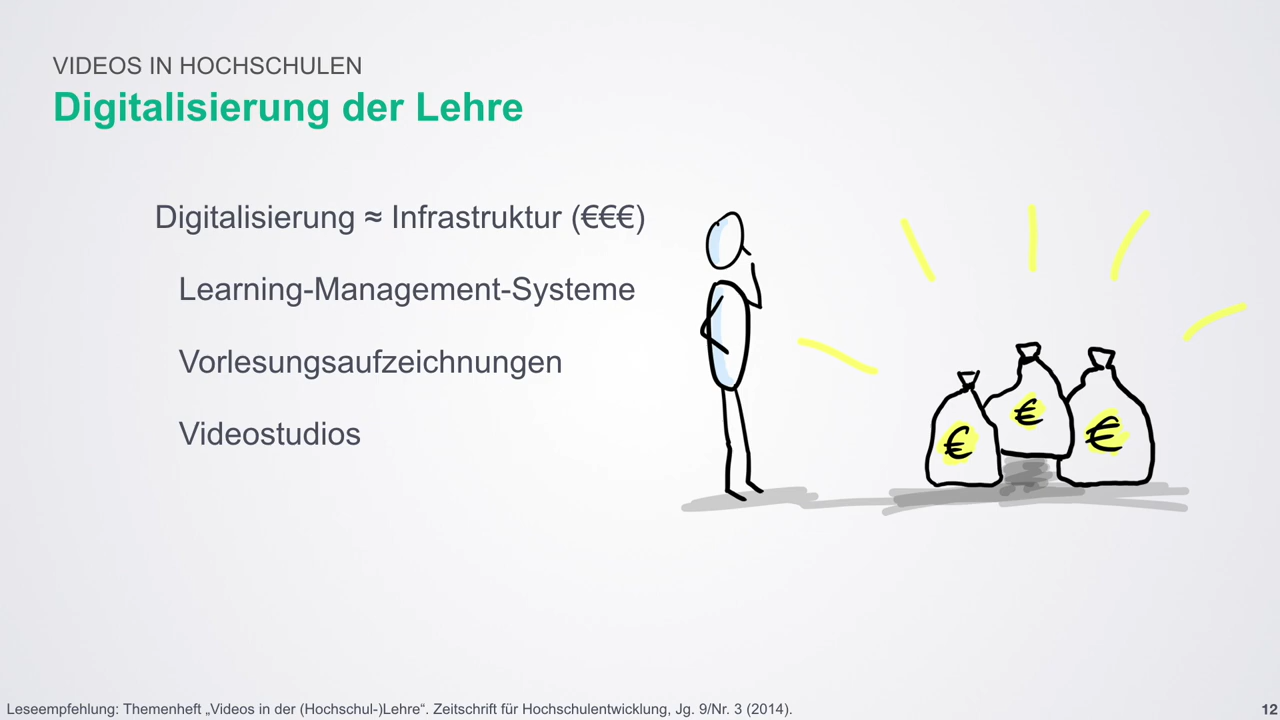 VIDEOS IN HOCHSCHULEN
Digitalisierung der Lehre
Digitalisierung ≈ Infrastruktur (€€€)
Learning-Management-Systeme
Vorlesungsaufzeichnungen
Videostudios
€
€
€
Leseempfehlung: Themenheft „Videos in der (Hochschul-)Lehre“. Zeitschrift für Hochschulentwicklung, Jg. 9/Nr. 3 (2014).
12